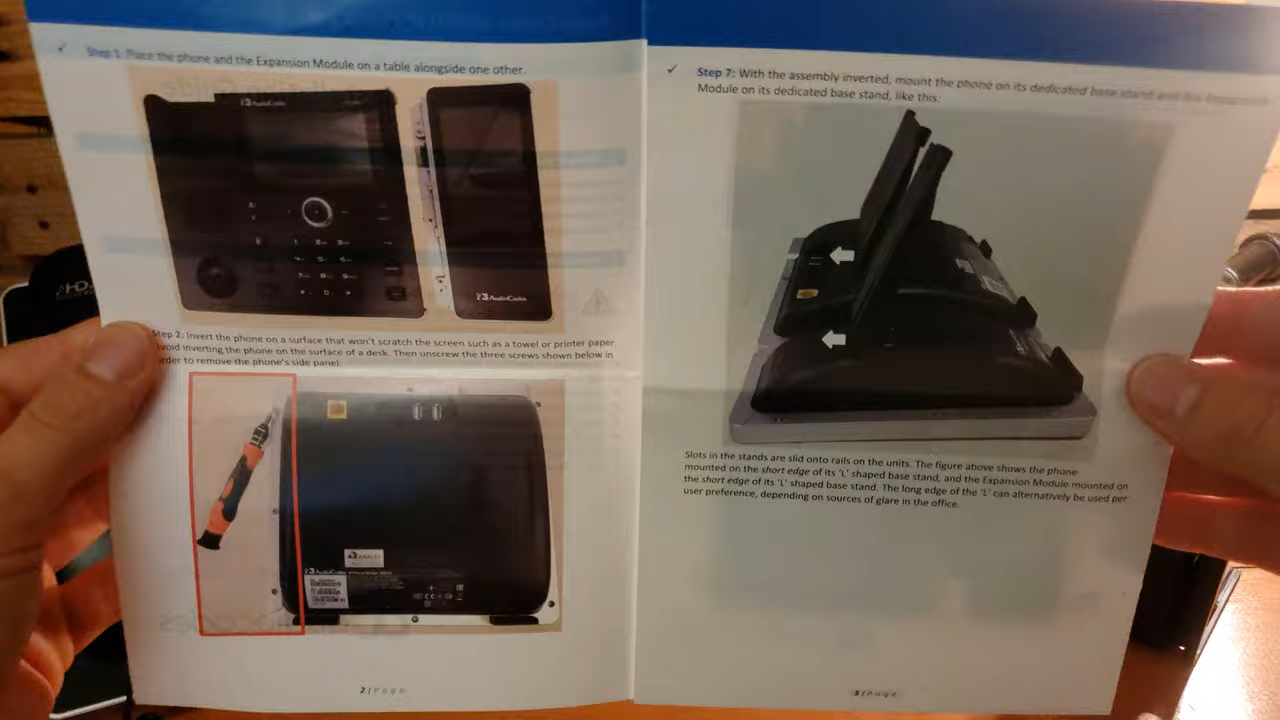 ✓ Step 1: Place the phone and the Expansion Module on a table alongside one other.
AudioCodes
AudioCodes
Step 2: Invert the phone on a surface that won't scratch the screen such as a towel or printer paper.
void inverting the phone on the surface of a desk. Then unscrew the three screws shown below in
rder to remove the phone's side panel:
AudioCodes
2 | Page
✓ Step 7: With the assembly inverted, mount the phone on its dedicated base stand and the Expansion
Module on its dedicated base stand, like this:
Slots in the stands are slid onto rails on the units. The figure above shows the phone
mounted on the short edge of its 'L' shaped base stand, and the Expansion Module mounted on
the short edge of its 'L' shaped base stand. The long edge of the 'L' can alternatively be used per
user preference, depending on sources of glare in the office.
5 | Page
HD